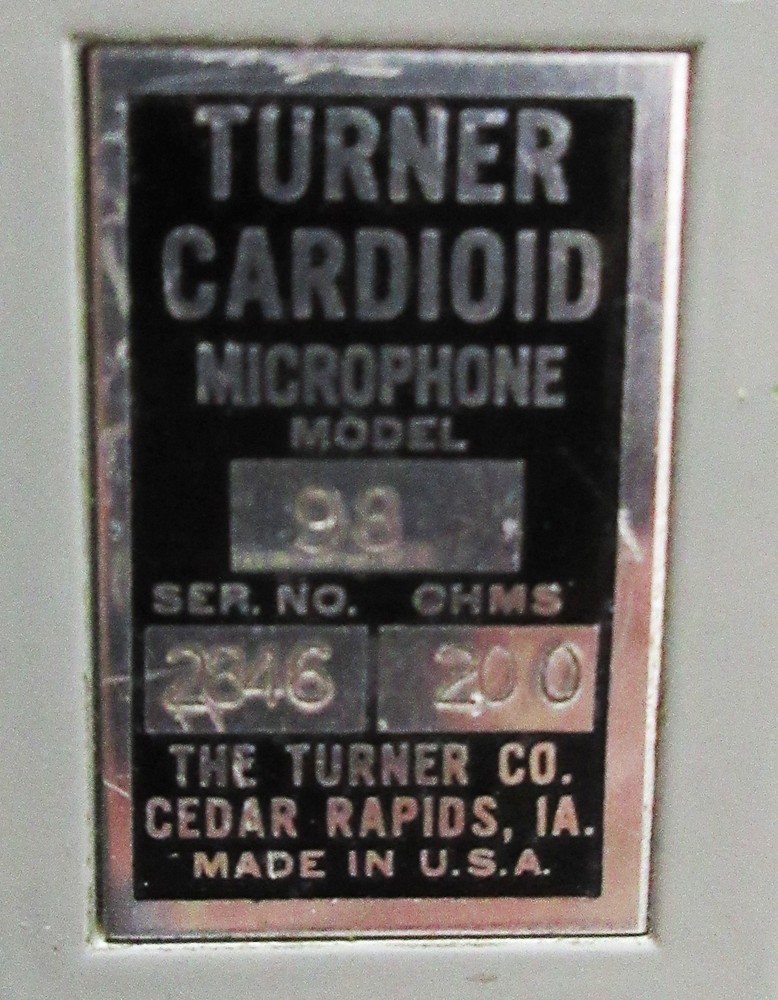 TURNER
CARDIOID
MICROPHONE
MODEL
98
SER. NO. OHMS
2846 200
THE TURNER CO.
CEDAR RAPIDS, IA.
MADE IN U.S.A.